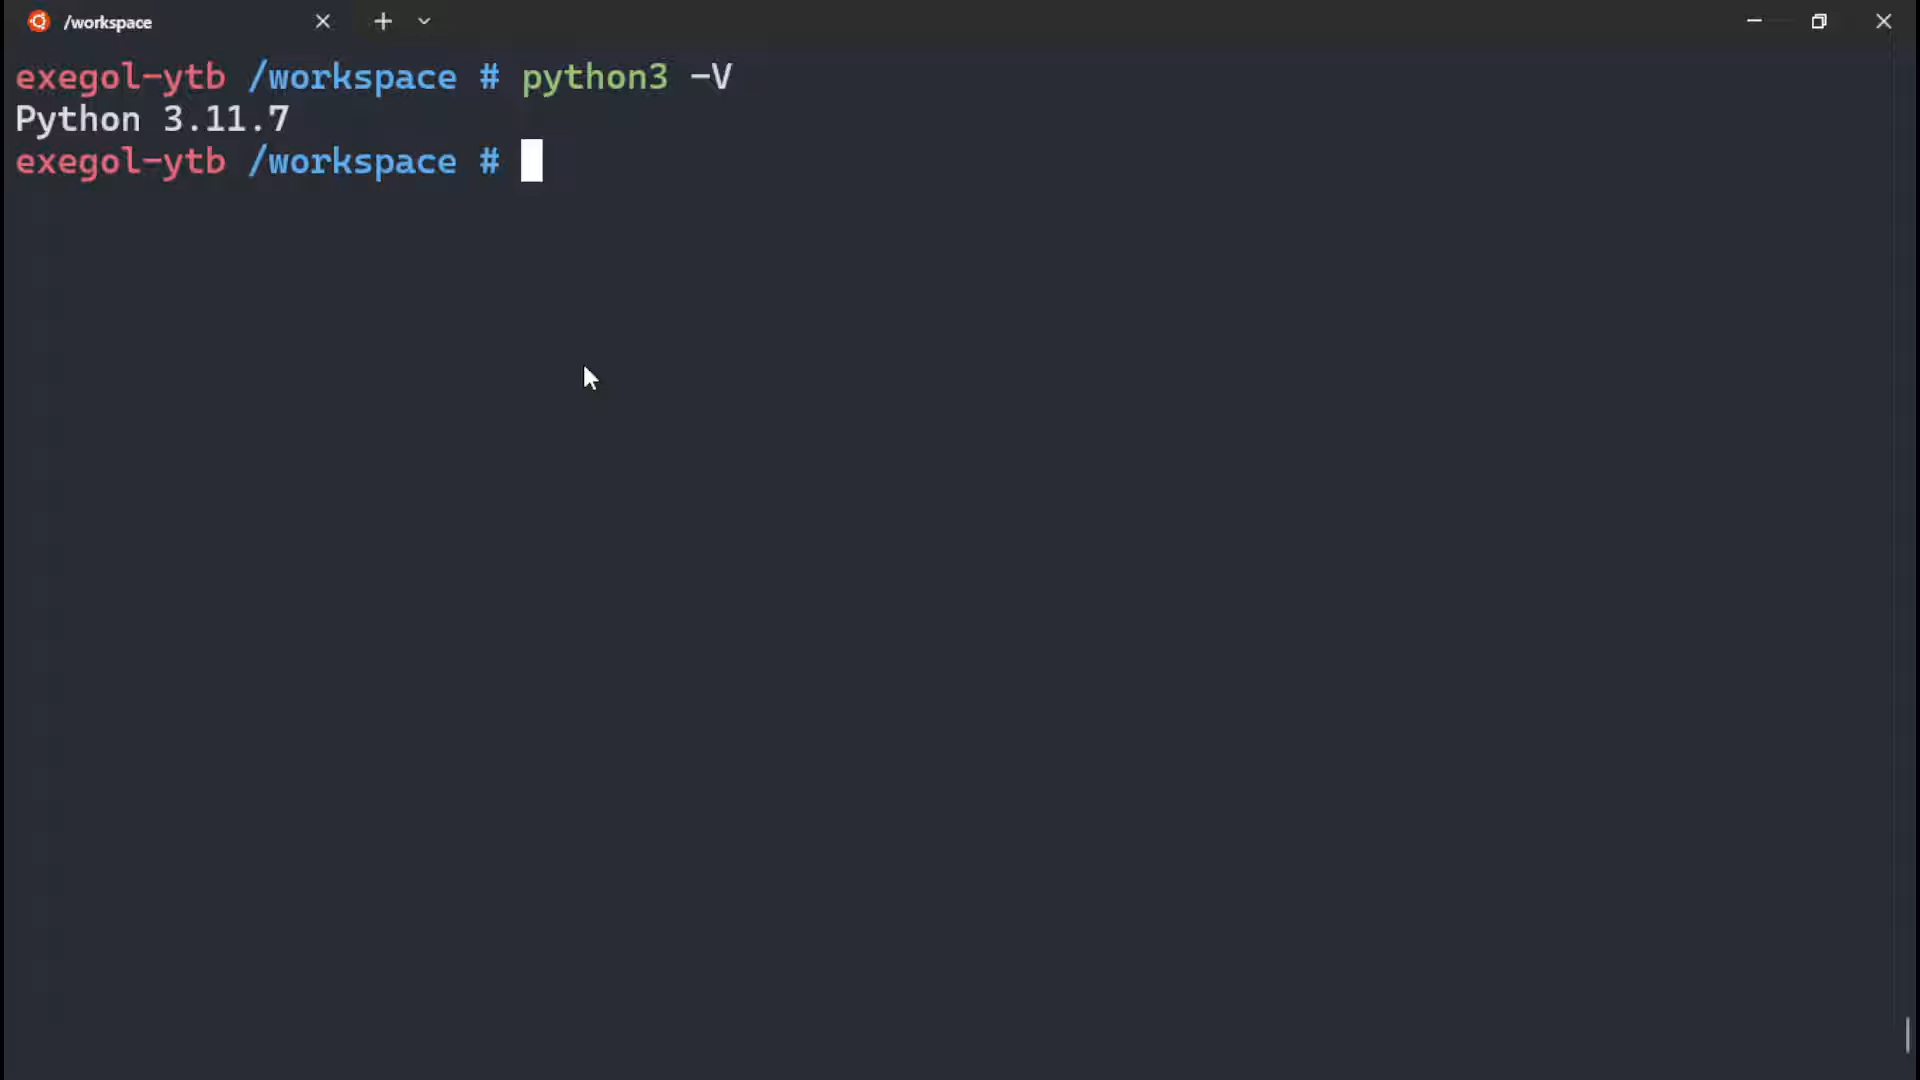 /workspace
exegol-ytb /workspace # python3 -V
Python 3.11.7
exegol-ytb /workspace #